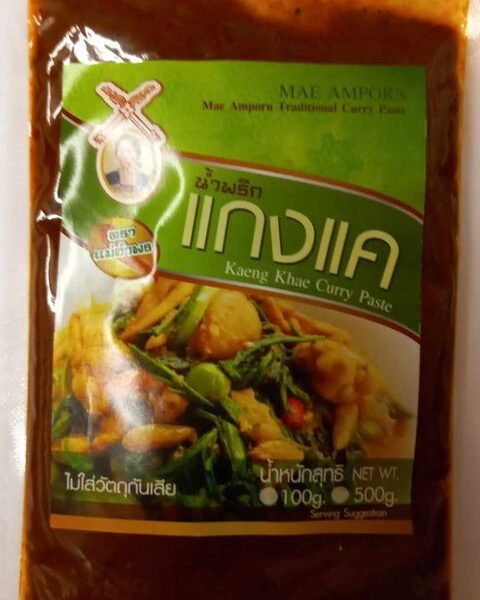 MAE AMPORN
Mae Amporn Traditional Curry Paste
น้ำพริก
แกงแค
Kaeng Khae Curry Paste
ตรา
แม่อำพร
ไม่ใส่วัตถุกันเสีย
น้ำหนักสุทธิ NET WT.
100g. 500g.
Serving Suggestion